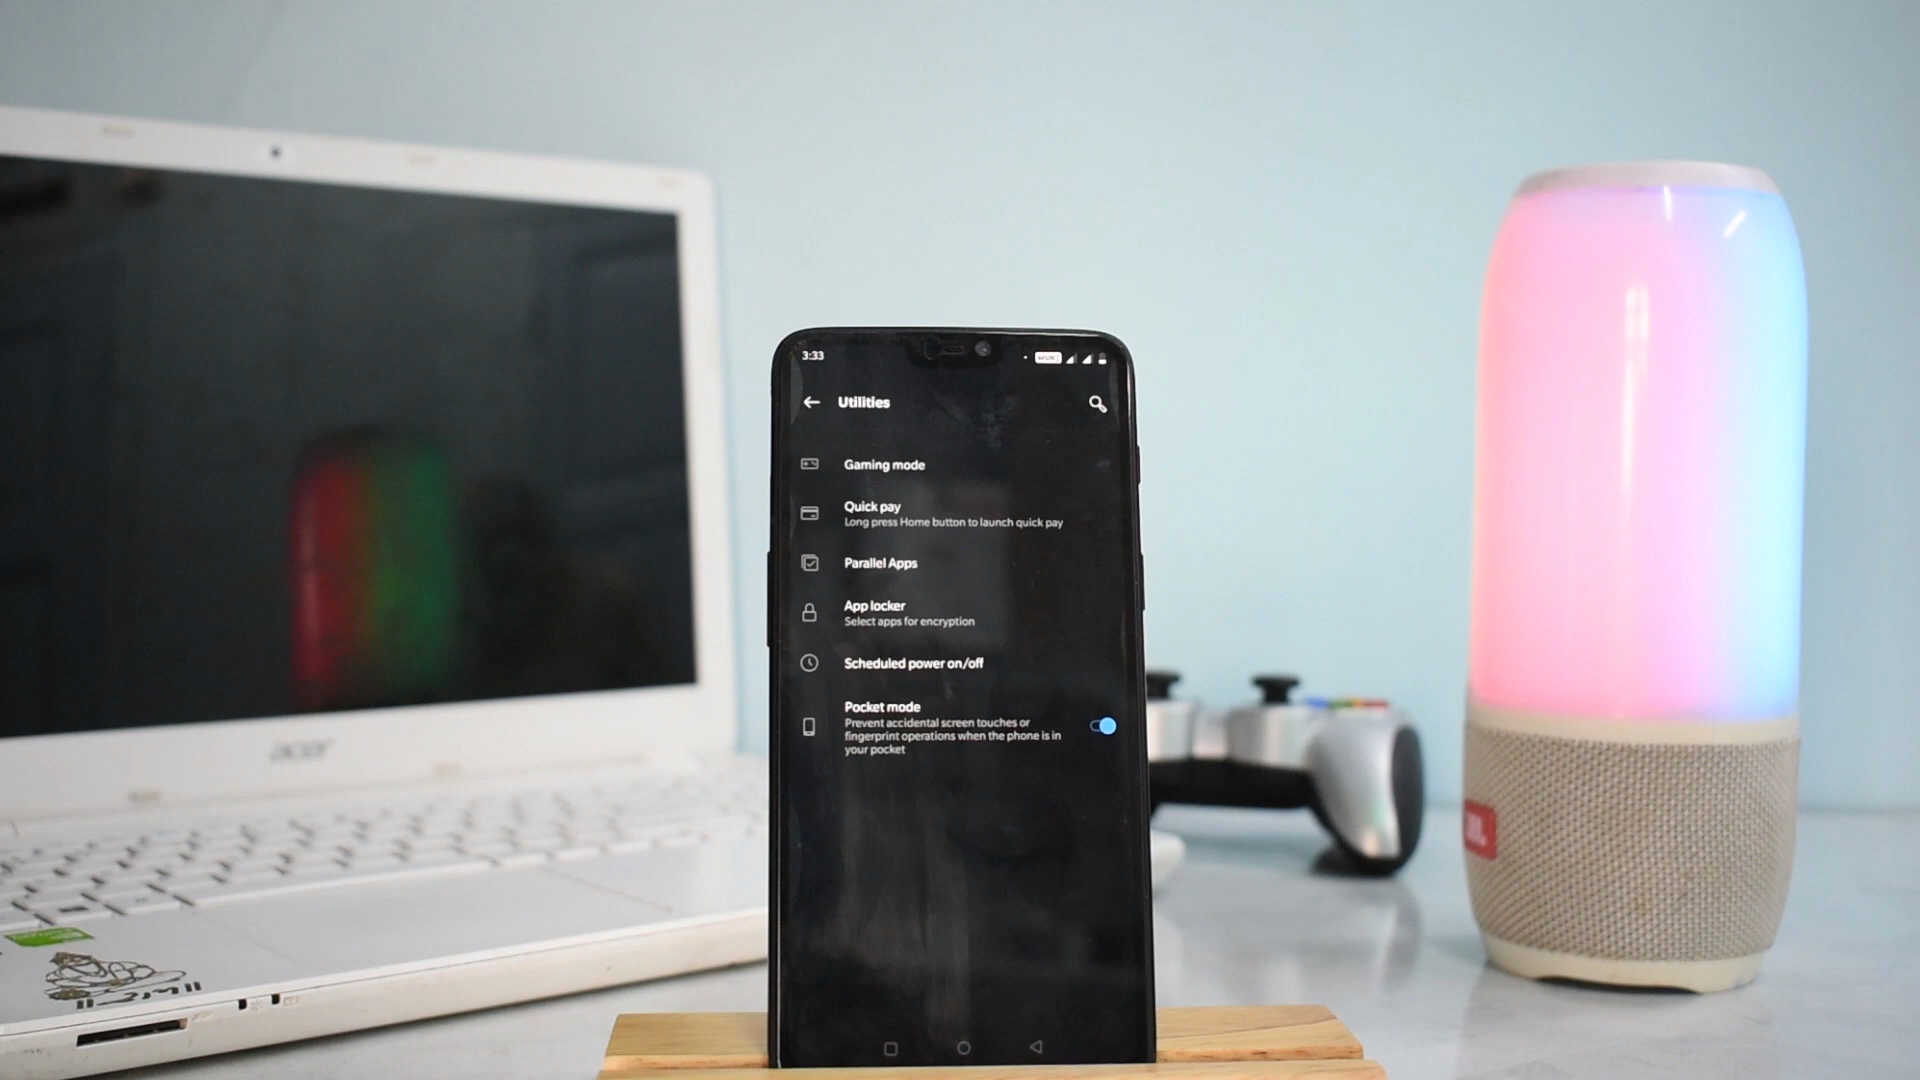 3:33
Utilities
Gaming mode
Quick pay
Long press Home button to launch quick pay
Parallel Apps
App locker
Select apps for encryption
Scheduled power on/off
Pocket mode
Prevent accidental screen touches or
fingerprint operations when the phone is in
your pocket
acer
JBL